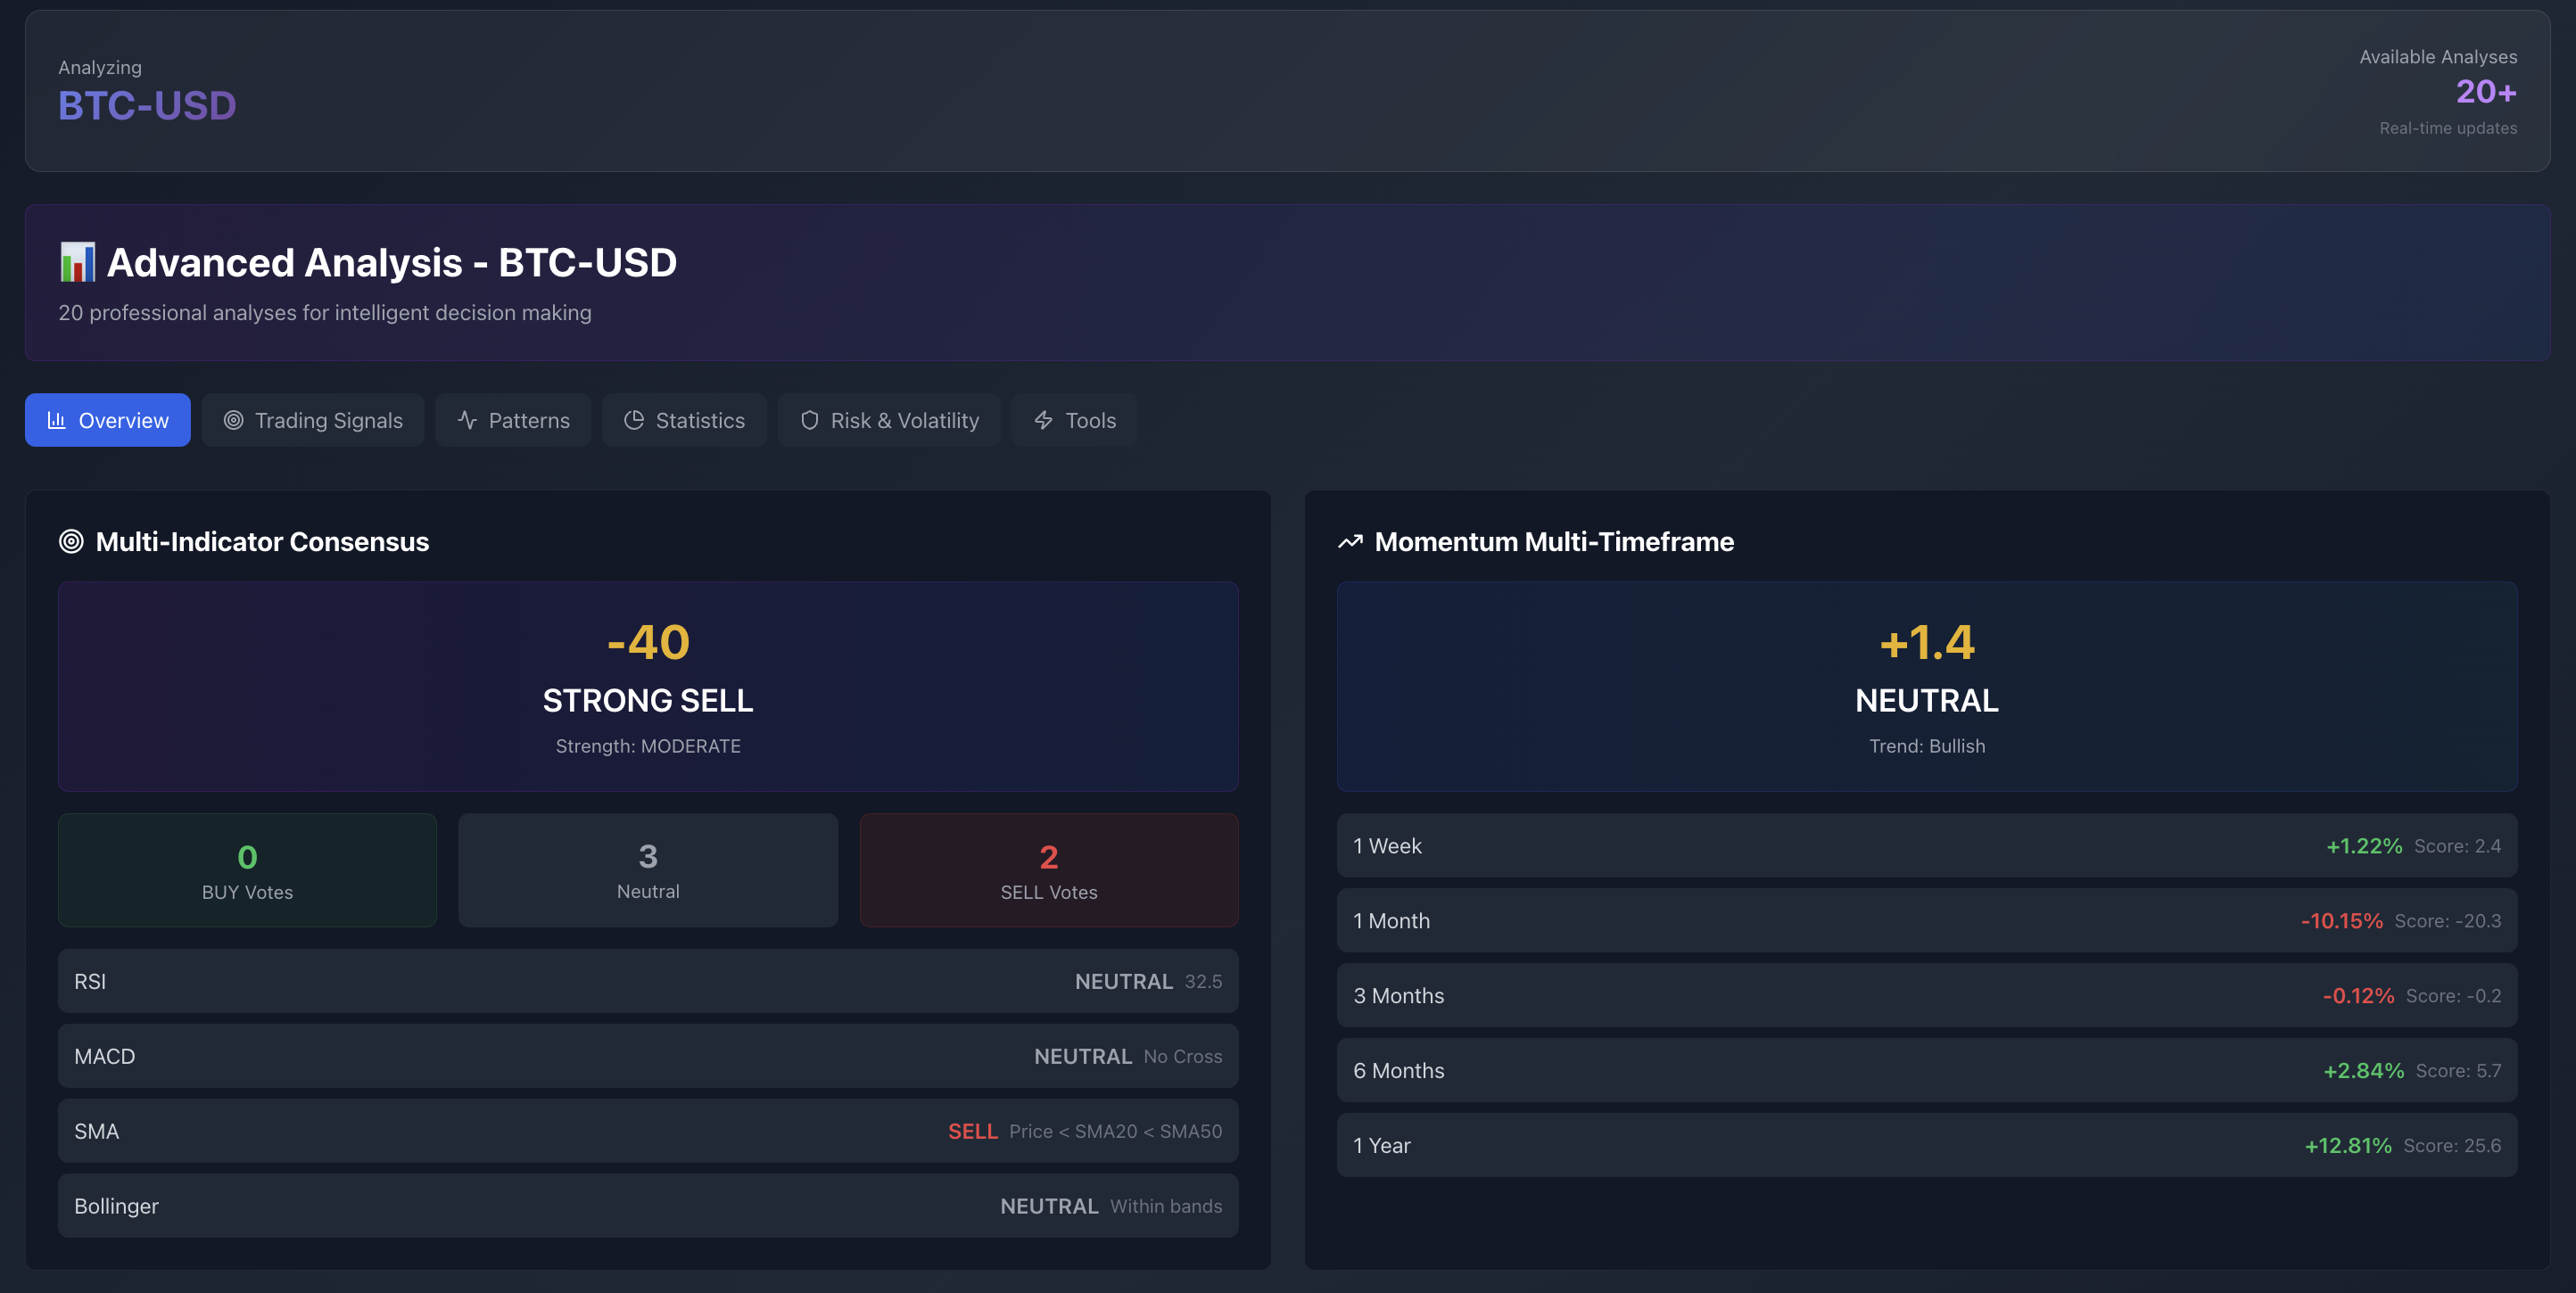 Analyzing
BTC-USD
Available Analyses
20+
Real-time updates
Advanced Analysis - BTC-USD
20 professional analyses for intelligent decision making
Overview
Trading Signals
Patterns
Statistics
Risk & Volatility
Tools
Multi-Indicator Consensus
-40
STRONG SELL
Strength: MODERATE
0
BUY Votes
3
Neutral
2
SELL Votes
RSI NEUTRAL 32.5
MACD NEUTRAL No Cross
SMA SELL Price < SMA20 < SMA50
Bollinger NEUTRAL Within bands
Momentum Multi-Timeframe
+1.4
NEUTRAL
Trend: Bullish
1 Week +1.22% Score: 2.4
1 Month -10.15% Score: -20.3
3 Months -0.12% Score: -0.2
6 Months +2.84% Score: 5.7
1 Year +12.81% Score: 25.6